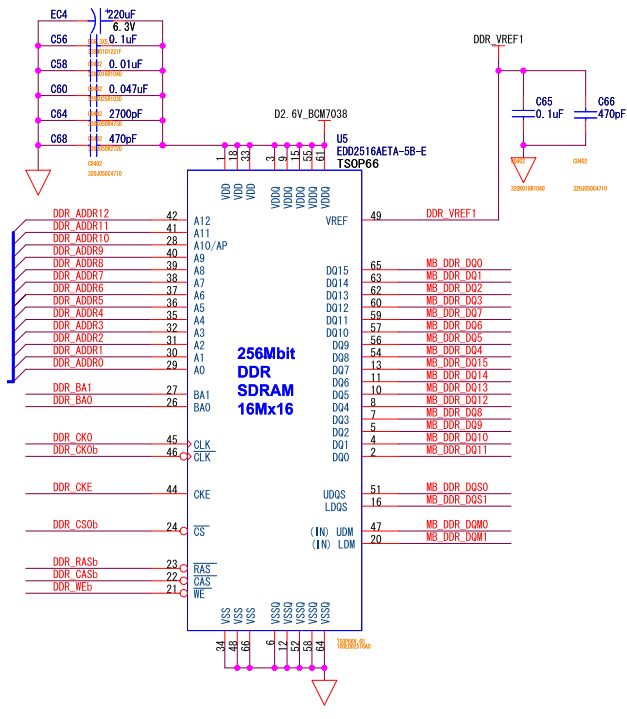 EC4 220uF
6.3V
C56 0.1uF
C58 0.01uF
C0402
320X016R1040
C60 0.047uF
C64 2700pF
C0402
C68 470pF
C0402
320J050C4710
DDR_VREF1
C65
0.1uF
C66
470pF
C0402
320X016R1040
C0402
320J050C4710
D2.6V_BCM7038
U5
EDD2516AETA-5B-E
TSOP66
1 18 33 3 9 15 55 61
VDD VDD VDD VDDQ VDDQ VDDQ VDDQ VDDQ
VREF 49 DDR_VREF1
DDR_ADDR12 42 A12
DDR_ADDR11 41 A11
DDR_ADDR10 28 A10/AP
DDR_ADDR9 40 A9
DDR_ADDR8 39 A8
DDR_ADDR7 38 A7
DDR_ADDR6 37 A6
DDR_ADDR5 36 A5
DDR_ADDR4 35 A4
DDR_ADDR3 32 A3
DDR_ADDR2 31 A2
DDR_ADDR1 30 A1
DDR_ADDR0 29 A0
DDR_BA1 27 BA1
DDR_BA0 26 BA0
DDR_CK0 45 CLK
DDR_CK0b 46 CLK
DDR_CKE 44 CKE
DDR_CS0b 24 CS
DDR_RASb 23 RAS
DDR_CASb 22 CAS
DDR_WEb 21 WE
256Mbit
DDR
SDRAM
16Mx16
DQ15 65 MB_DDR_DQ0
DQ14 63 MB_DDR_DQ1
DQ13 62 MB_DDR_DQ2
DQ12 60 MB_DDR_DQ3
DQ11 59 MB_DDR_DQ7
DQ10 57 MB_DDR_DQ6
DQ9 56 MB_DDR_DQ5
DQ8 54 MB_DDR_DQ4
DQ7 13 MB_DDR_DQ15
DQ6 11 MB_DDR_DQ14
DQ5 10 MB_DDR_DQ13
DQ4 8 MB_DDR_DQ12
DQ3 7 MB_DDR_DQ8
DQ2 5 MB_DDR_DQ9
DQ1 4 MB_DDR_DQ10
DQ0 2 MB_DDR_DQ11
UDQS 51 MB_DDR_DQS0
LDQS 16 MB_DDR_DQS1
(IN) UDM 47 MB_DDR_DQM0
(IN) LDM 20 MB_DDR_DQM1
VSS VSS VSS VSSQ VSSQ VSSQ VSSQ VSSQ
34 48 66 6 12 52 58 64